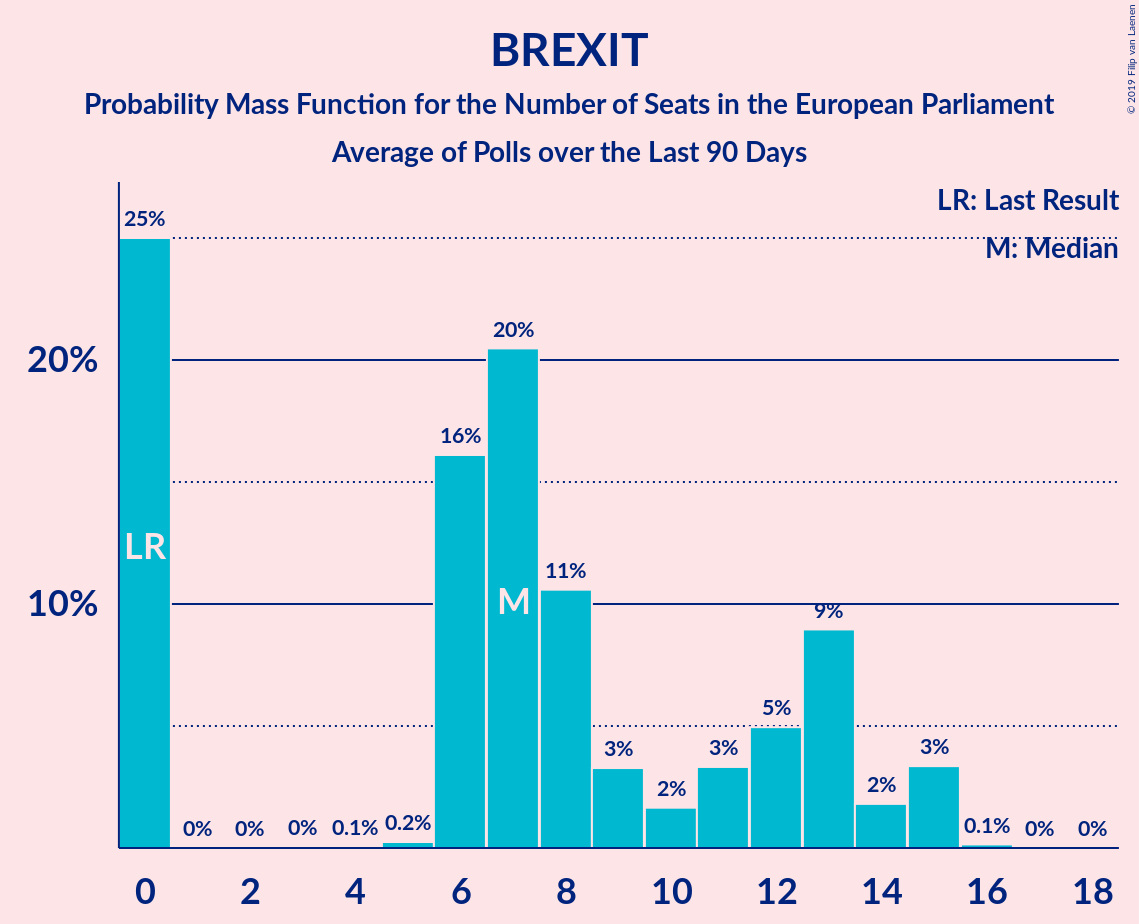 BREXIT
Probability Mass Function for the Number of Seats in the European Parliament
Average of Polls over the Last 90 Days
© 2019 Filip van Laenen
LR: Last Result
M: Median
25%
20%
20%
16%
11%
10%
9%
5%
3%
3%
3%
2%
2%
0%
0%
0%
0.1%
0.2%
0.1%
0%
0%
LR
M
0 2 4 6 8 10 12 14 16 18